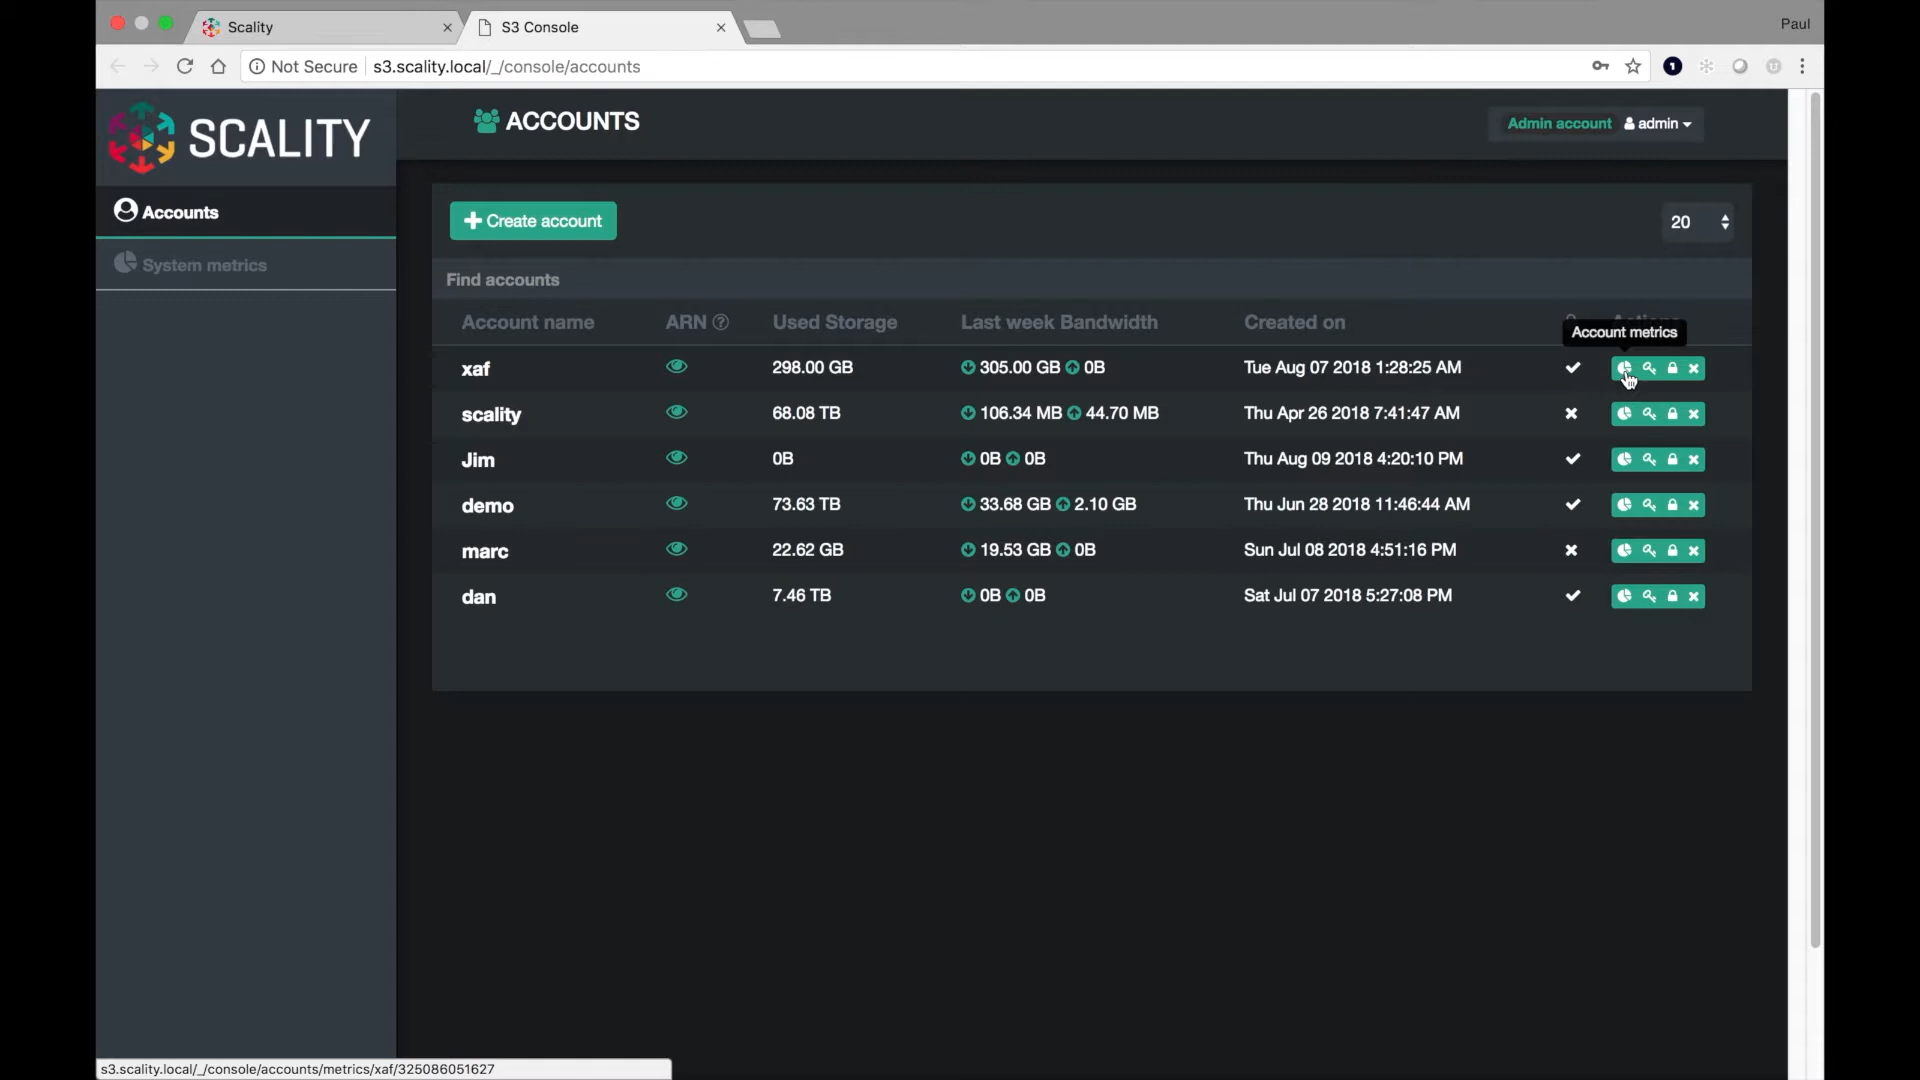 Scality
S3 Console
Paul
Not Secure
s3.scality.local/_/console/accounts
SCALITY
ACCOUNTS
Admin account admin
Accounts
System metrics
Create account
20
Find accounts
Account name ARN Used Storage Last week Bandwidth Created on
Account metrics
xaf 298.00 GB 305.00 GB 0B Tue Aug 07 2018 1:28:25 AM
scality 68.08 TB 106.34 MB 44.70 MB Thu Apr 26 2018 7:41:47 AM
Jim 0B 0B 0B Thu Aug 09 2018 4:20:10 PM
demo 73.63 TB 33.68 GB 2.10 GB Thu Jun 28 2018 11:46:44 AM
marc 22.62 GB 19.53 GB 0B Sun Jul 08 2018 4:51:16 PM
dan 7.46 TB 0B 0B Sat Jul 07 2018 5:27:08 PM
s3.scality.local/_/console/accounts/metrics/xaf/325086051627